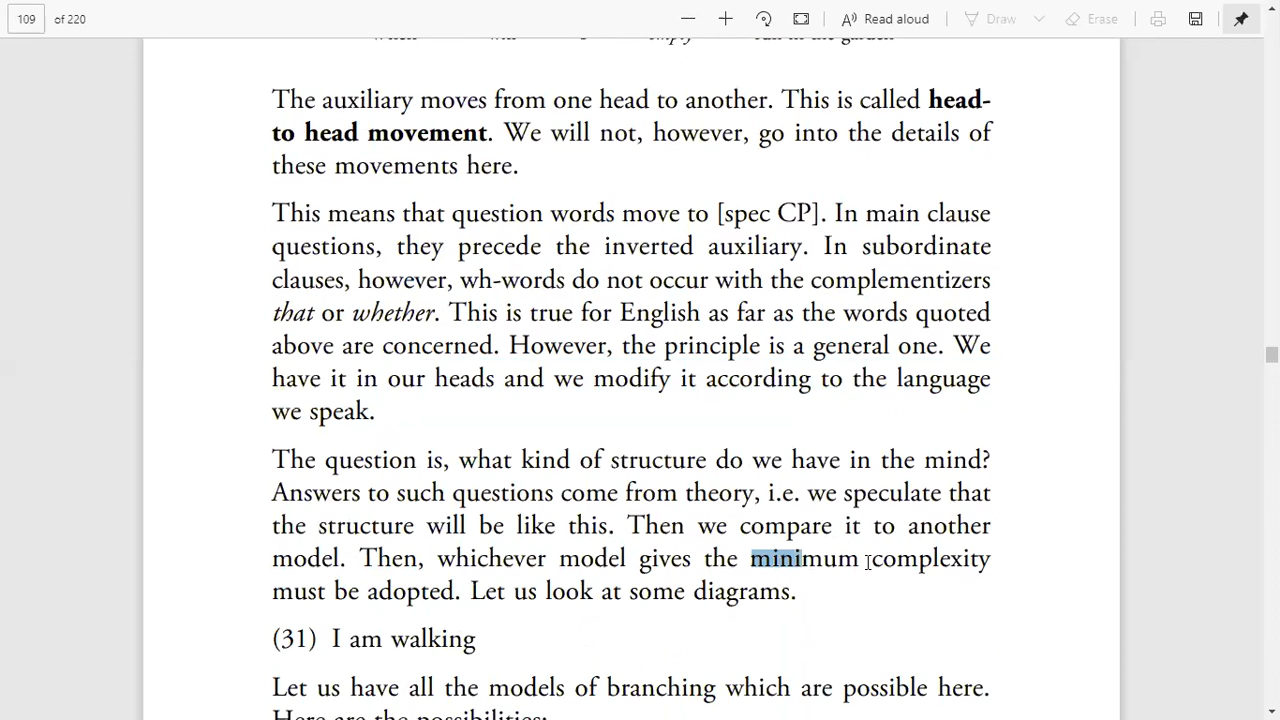 109 of 220 Read aloud Draw Erase
The auxiliary moves from one head to another. This is called head-
to head movement. We will not, however, go into the details of
these movements here.
This means that question words move to [spec CP]. In main clause
questions, they precede the inverted auxiliary. In subordinate
clauses, however, wh-words do not occur with the complementizers
that or whether. This is true for English as far as the words quoted
above are concerned. However, the principle is a general one. We
have it in our heads and we modify it according to the language
we speak.
The question is, what kind of structure do we have in the mind?
Answers to such questions come from theory, i.e. we speculate that
the structure will be like this. Then we compare it to another
model. Then, whichever model gives the minimum complexity
must be adopted. Let us look at some diagrams.
(31) I am walking
Let us have all the models of branching which are possible here.
Here are the possibilities: